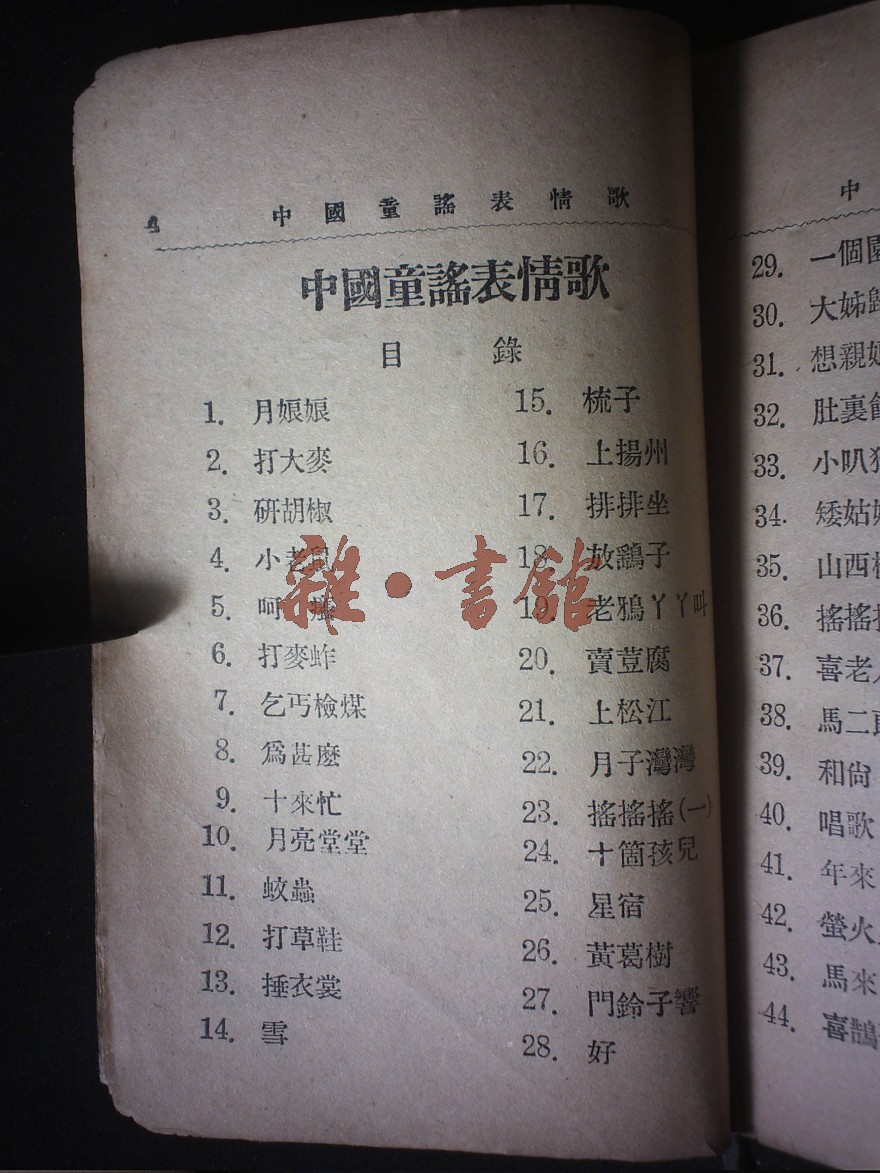 4
中國童謠表情歌
中國童謠表情歌
目 錄
1. 月娘娘
2. 打大麥
3. 研胡椒
4. 小老鼠
5. 呵
6. 打麥蚱
7. 乞丐檢煤
8. 爲甚麽
9. 十來忙
10. 月亮堂堂
11. 蚊蟲
12. 打草鞋
13. 捶衣裳
14. 雪
15. 梳子
16. 上揚州
17. 排排坐
18. 放鷂子
19. 老鴉丫丫叫
20. 賣荳腐
21. 上松江
22. 月子灣灣
23. 搖搖搖(一)
24. 十箇孩兒
25. 星宿
26. 黃葛樹
27. 門鈴子響
28. 好
雜·書館
中
29. 一個
30. 大姊
31. 想親
32. 肚裏
33. 小叭
34. 矮姑
35. 山西
36. 搖搖
37. 喜老
38. 馬二
39. 和尙
40. 唱歌
41. 年來
42. 螢火
43. 馬來
44. 喜鵲